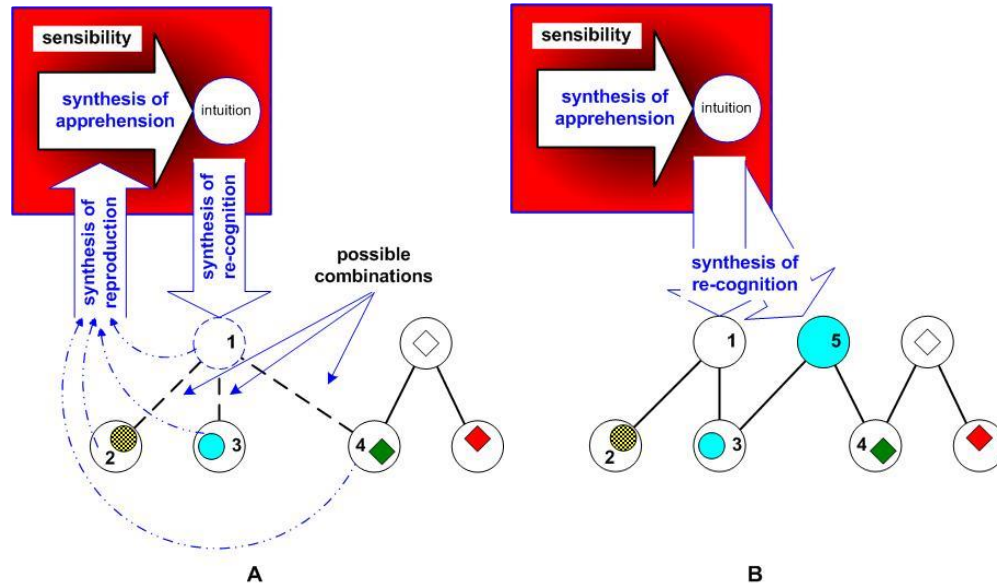 sensibility
synthesis of
apprehension
intuition
synthesis of
reproduction
synthesis of
re-cognition
possible
combinations
1
2
3
4
A
sensibility
synthesis of
apprehension
intuition
synthesis of
re-cognition
1
5
2
3
4
B